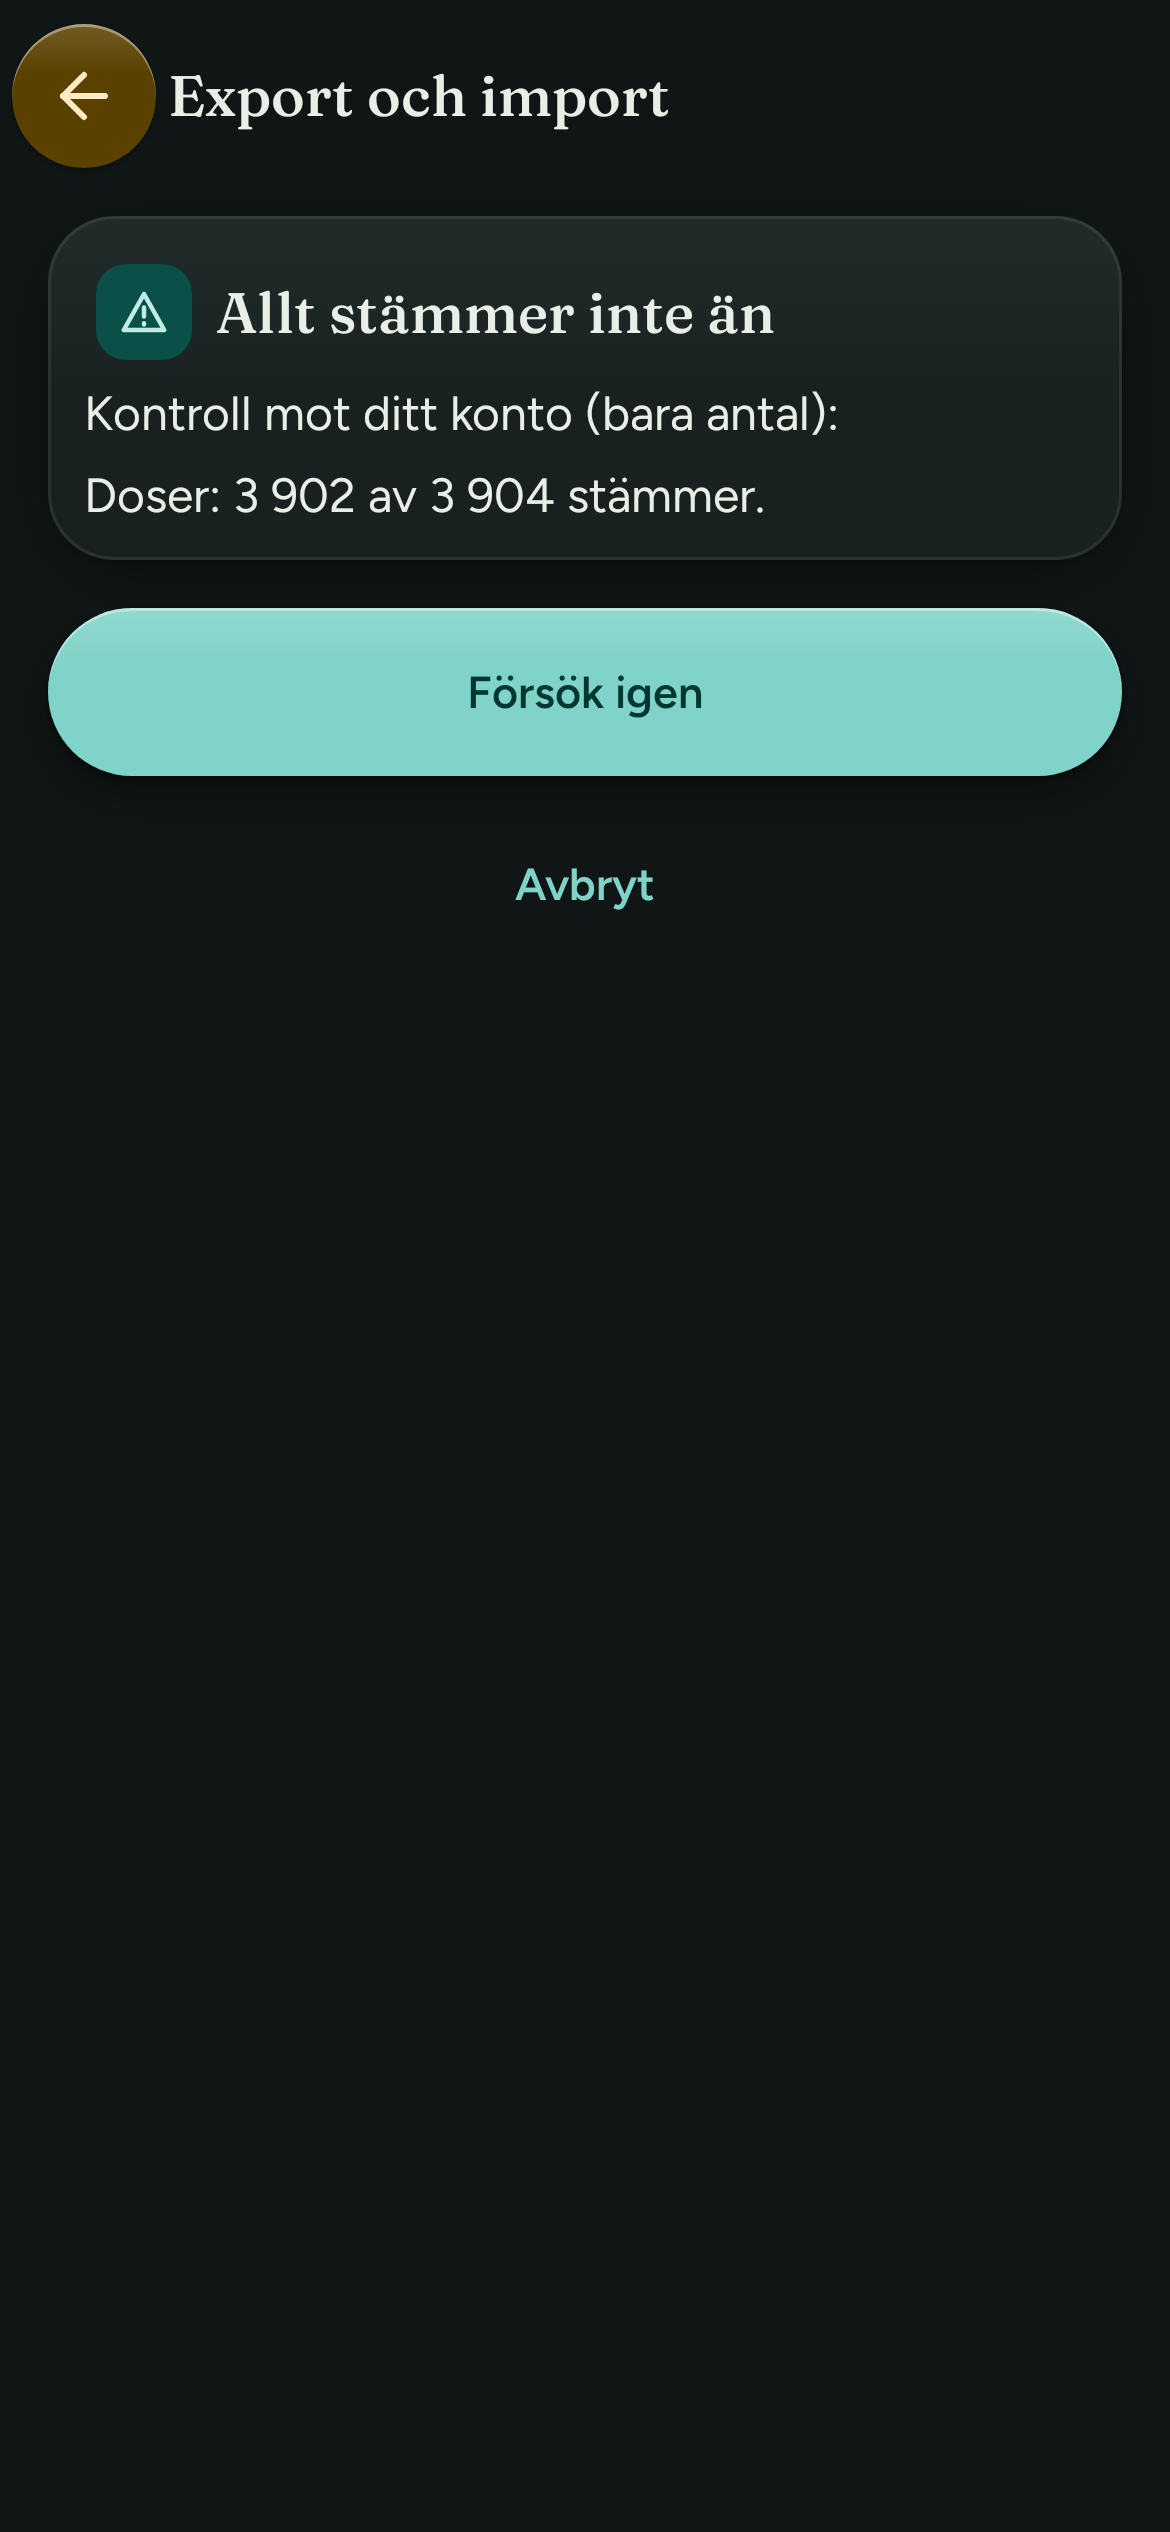 Export och import
Allt stämmer inte än
Kontroll mot ditt konto (bara antal):
Doser: 3 902 av 3 904 stämmer.
Försök igen
Avbryt